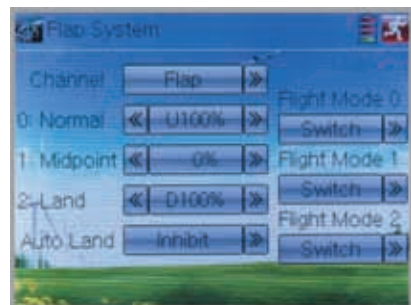 Flap System
Channel Flap
Flight Mode 0
0: Normal U100% Switch
1: Midpoint 0% Flight Mode 1
Switch
2: Land D100% Flight Mode 2
Auto Land Inhibit Switch